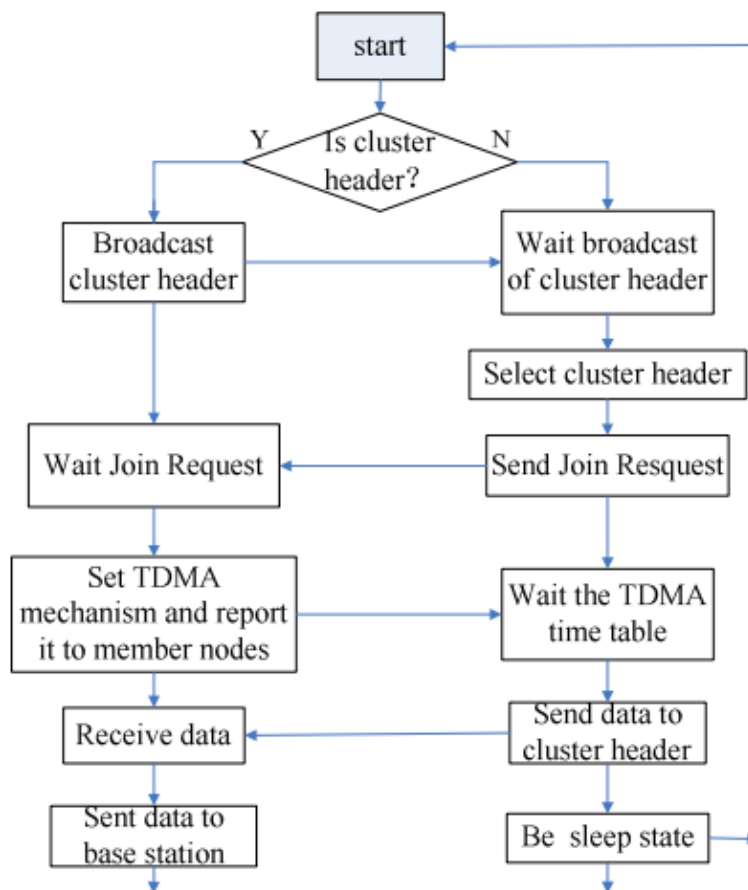 start
Y
N
Is cluster
header?
Broadcast
cluster header
Wait broadcast
of cluster header
Select cluster header
Wait Join Request
Send Join Resquest
Set TDMA
mechanism and report
it to member nodes
Wait the TDMA
time table
Receive data
Send data to
cluster header
Sent data to
base station
Be sleep state